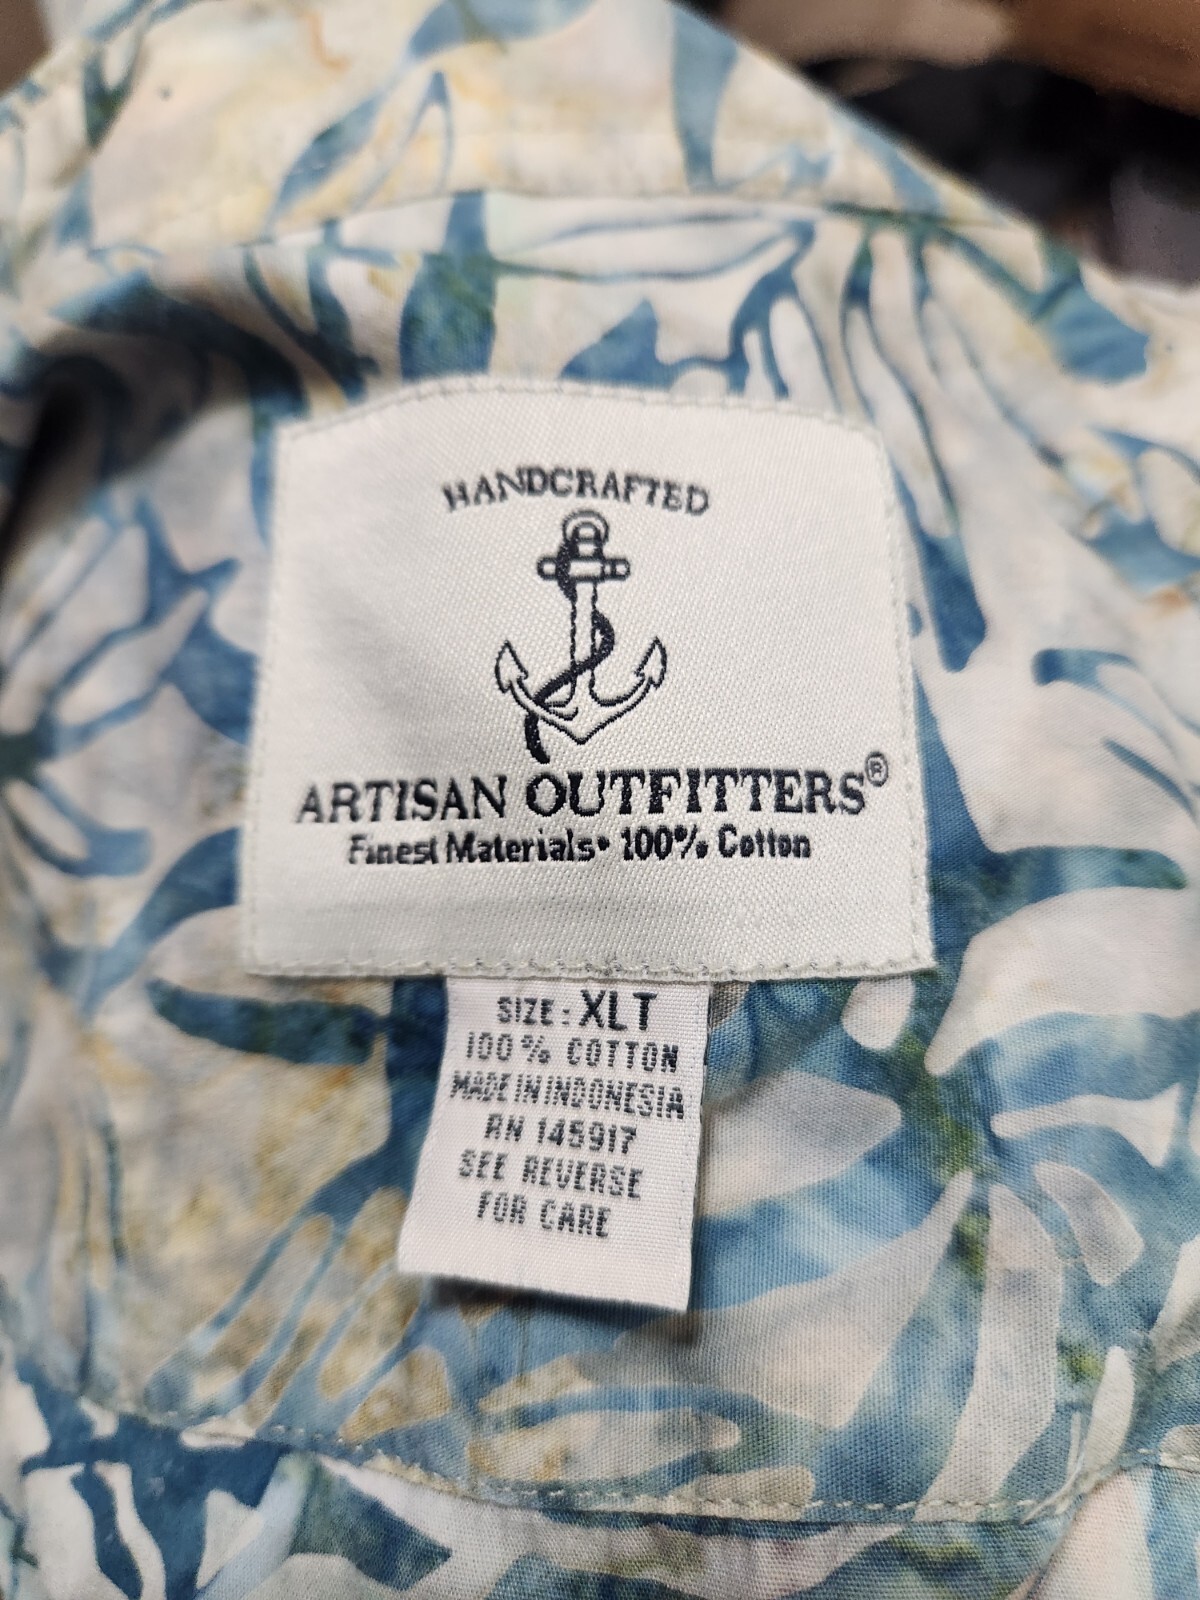 HANDCRAFTED
ARTISAN OUTFITTERS®
Finest Materials• 100% Cotton
SIZE: XLT
100% COTTON
MADE IN INDONESIA
RN 145917
SEE REVERSE
FOR CARE